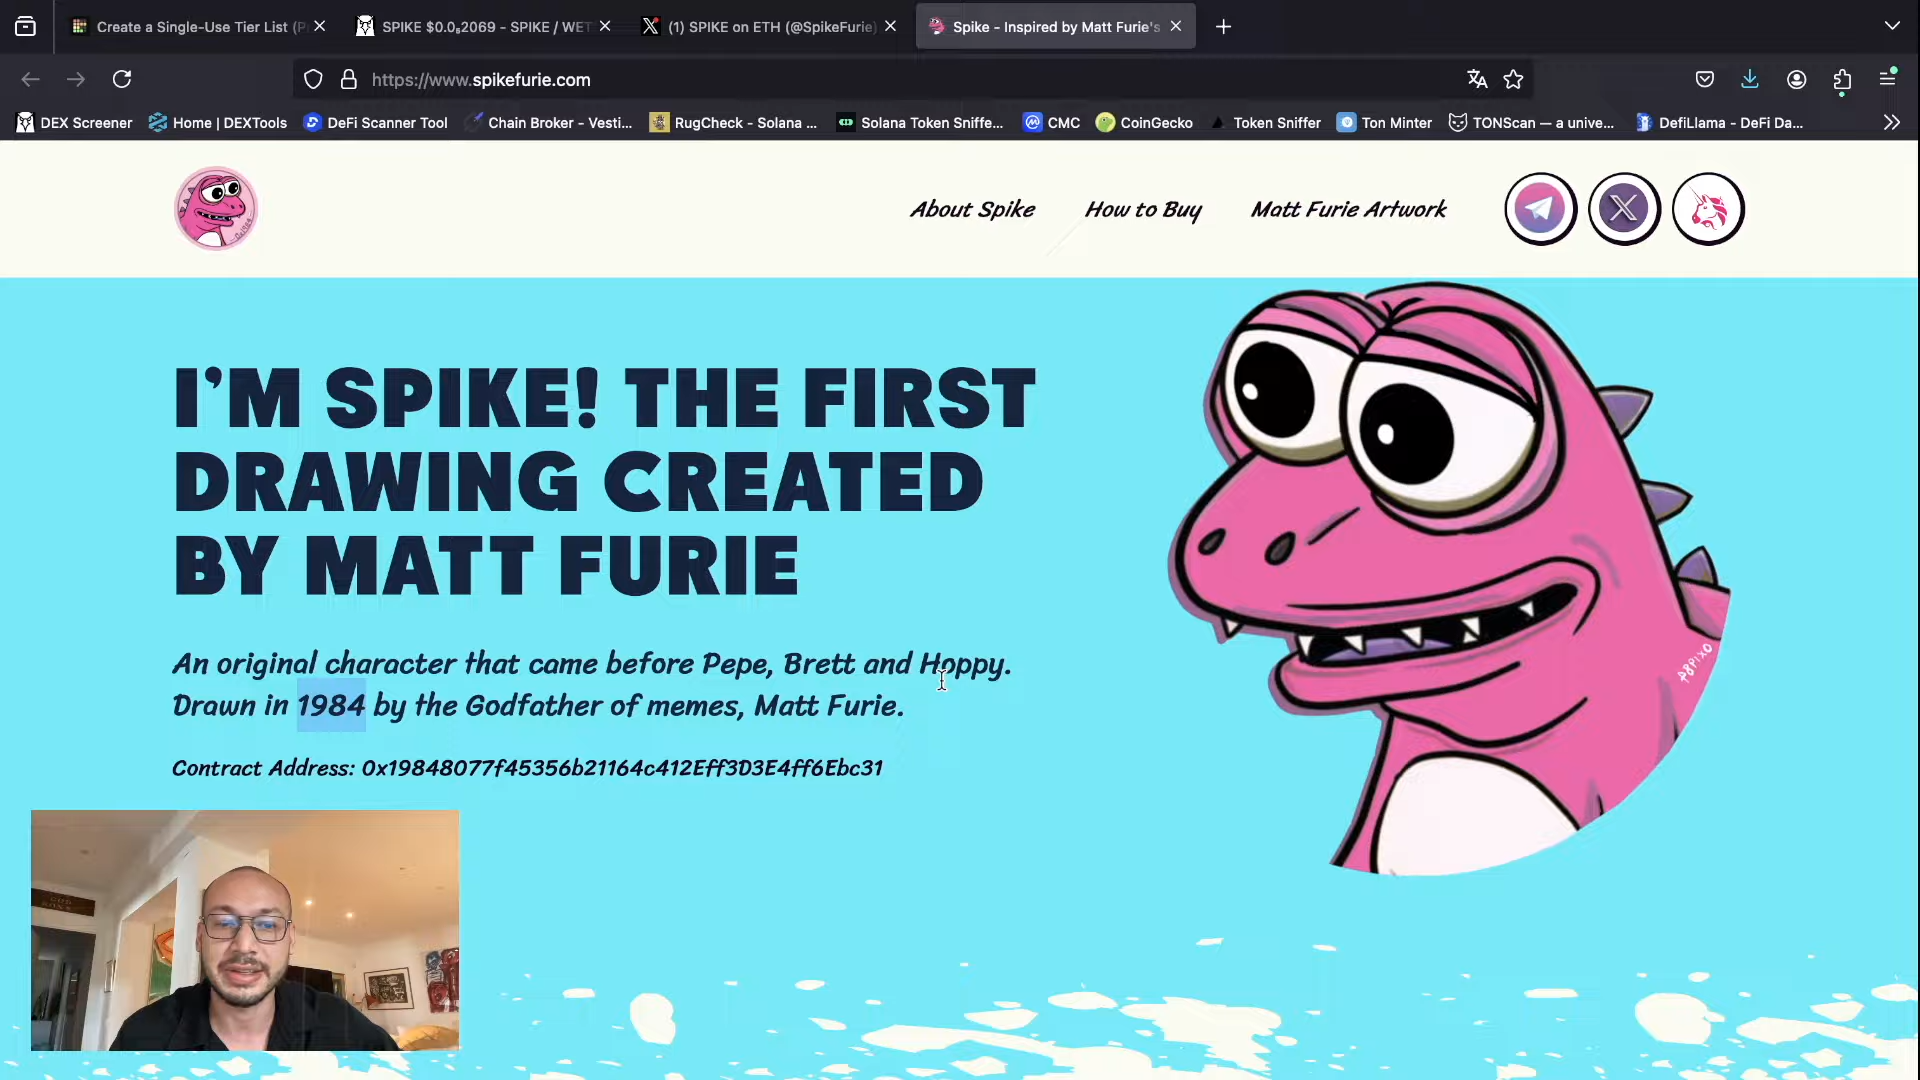 Create a Single-Use Tier List (P
SPIKE $0.0₅2069 - SPIKE / WET
(1) SPIKE on ETH (@SpikeFurie)
Spike - Inspired by Matt Furie's
https://www.spikefurie.com
DEX Screener
Home | DEXTools
DeFi Scanner Tool
Chain Broker - Vesti...
RugCheck - Solana ...
Solana Token Sniffe...
CMC
CoinGecko
Token Sniffer
Ton Minter
TONScan — a unive...
DefiLlama - DeFi Da...
About Spike
How to Buy
Matt Furie Artwork
I'M SPIKE! THE FIRST
DRAWING CREATED
BY MATT FURIE
An original character that came before Pepe, Brett and Hoppy.
Drawn in 1984 by the Godfather of memes, Matt Furie.
Contract Address: 0x19848077f45356b21164c412Eff3D3E4ff6Ebc31